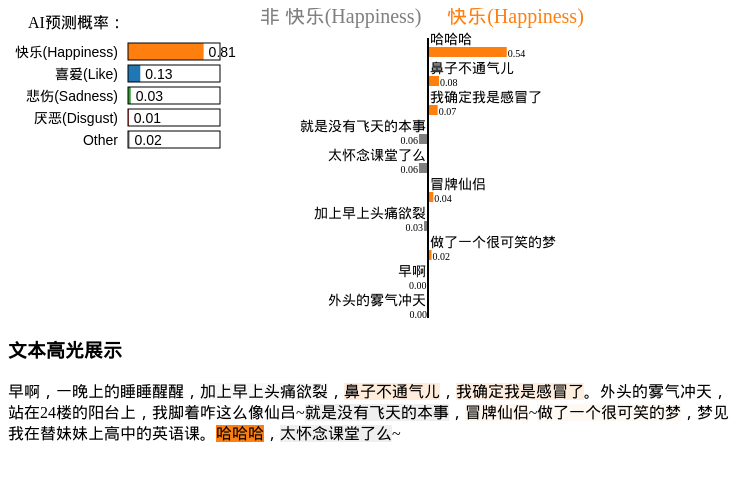 AI预测概率：
快乐(Happiness) 0.81
喜爱(Like) 0.13
悲伤(Sadness) 0.03
厌恶(Disgust) 0.01
Other 0.02
非 快乐(Happiness) 快乐(Happiness)
哈哈哈
0.54
鼻子不通气儿
0.08
我确定我是感冒了
0.07
就是没有飞天的本事
0.06
太怀念课堂了么
0.06
冒牌仙侣
0.04
加上早上头痛欲裂
0.03
做了一个很可笑的梦
0.02
早啊
0.00
外头的雾气冲天
0.00
文本高光展示
早啊，一晚上的睡睡醒醒，加上早上头痛欲裂，鼻子不通气儿，我确定我是感冒了。外头的雾气冲天，
站在24楼的阳台上，我脚着咋这么像仙吕~就是没有飞天的本事，冒牌仙侣~做了一个很可笑的梦，梦见
我在替妹妹上高中的英语课。哈哈哈，太怀念课堂了么~